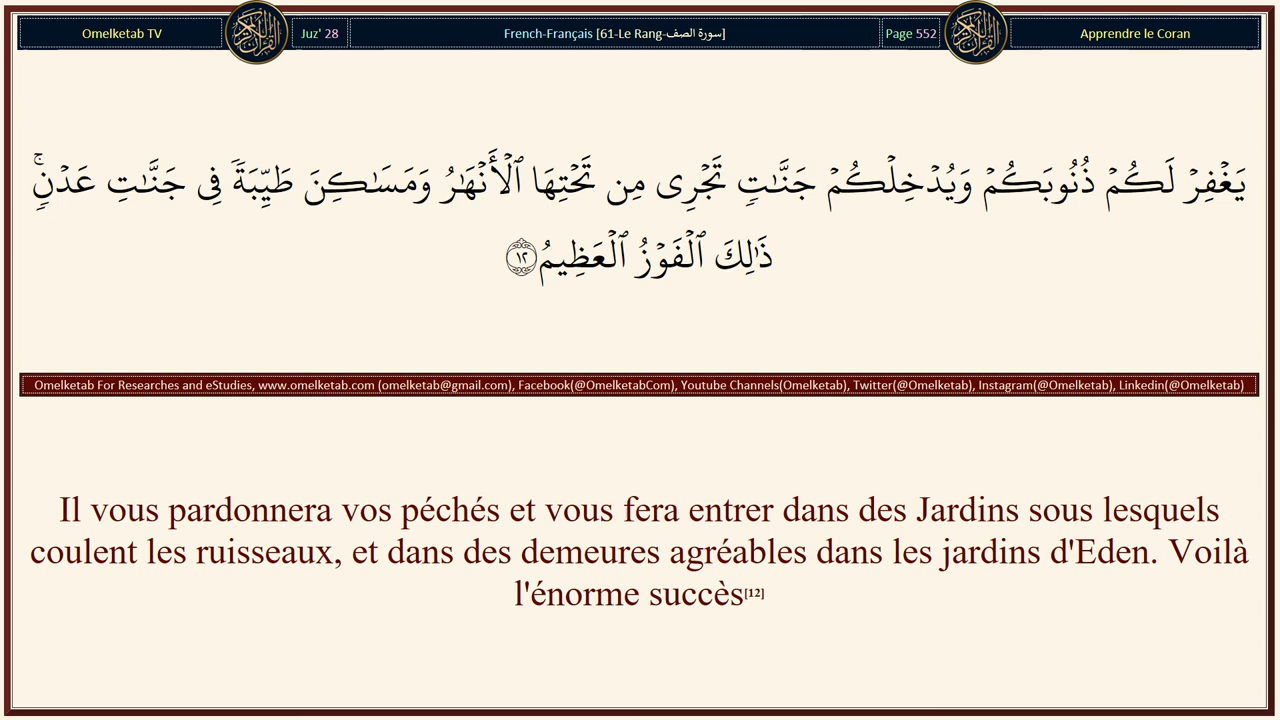 Omelketab TV
Juz' 28
French-Français [61-Le Rang-سورة الصف]
Page 552
Apprendre le Coran
يَغۡفِرۡ لَكُمۡ ذُنُوبَكُمۡ وَيُدۡخِلۡكُمۡ جَنَّٰتٖ تَجۡرِى مِن تَحۡتِهَا ٱلۡأَنۡهَٰرُ وَمَسَٰكِنَ طَيِّبَةٗ فِى جَنَّٰتِ عَدۡنٖۚ
ذَٰلِكَ ٱلۡفَوۡزُ ٱلۡعَظِيمُ ١٢
Omelketab For Researches and eStudies, www.omelketab.com (omelketab@gmail.com), Facebook(@OmelketabCom), Youtube Channels(Omelketab), Twitter(@Omelketab), Instagram(@Omelketab), Linkedin(@Omelketab)
Il vous pardonnera vos péchés et vous fera entrer dans des Jardins sous lesquels
coulent les ruisseaux, et dans des demeures agréables dans les jardins d'Eden. Voilà
l'énorme succès[12]